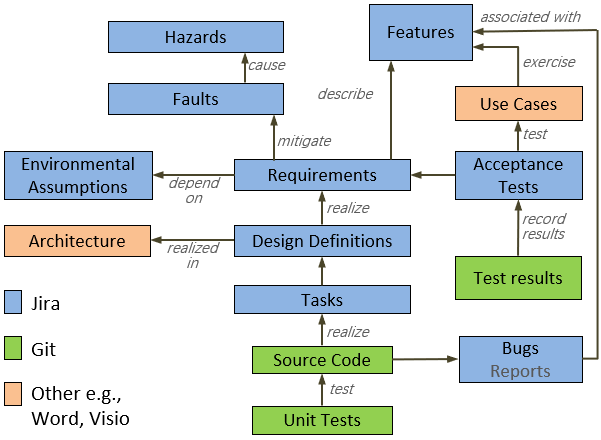 associated with
Hazards
Features
cause
exercise
Faults
describe
Use Cases
mitigate
test
Environmental
Assumptions
depend
on
Requirements
Acceptance
Tests
realize
record
results
Architecture
realized
in
Design Definitions
Test results
Jira
Tasks
Git
realize
Bugs
Reports
Source Code
Other e.g.,
Word, Visio
test
Unit Tests